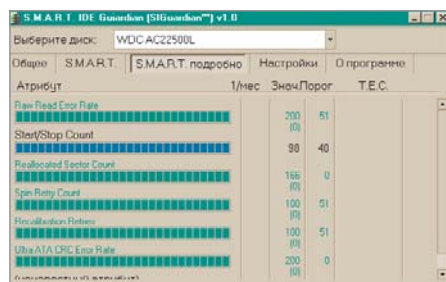 S.M.A.R.T. IDE Guardian (SIGuardian™) v1.0
Выберите диск: WDC AC22500L
Общее S.M.A.R.T. S.M.A.R.T. подробно Настройки О программе
Атрибут 1/мес Знач. Порог T.E.C.
Raw Read Error Rate
200 51
(0)
Start/Stop Count
98 40
Reallocated Sector Count
166 0
(0)
Spin Retry Count
100 51
(0)
Recalibration Retries
100 51
(0)
Ultra ATA CRC Error Rate
200 0
(0)